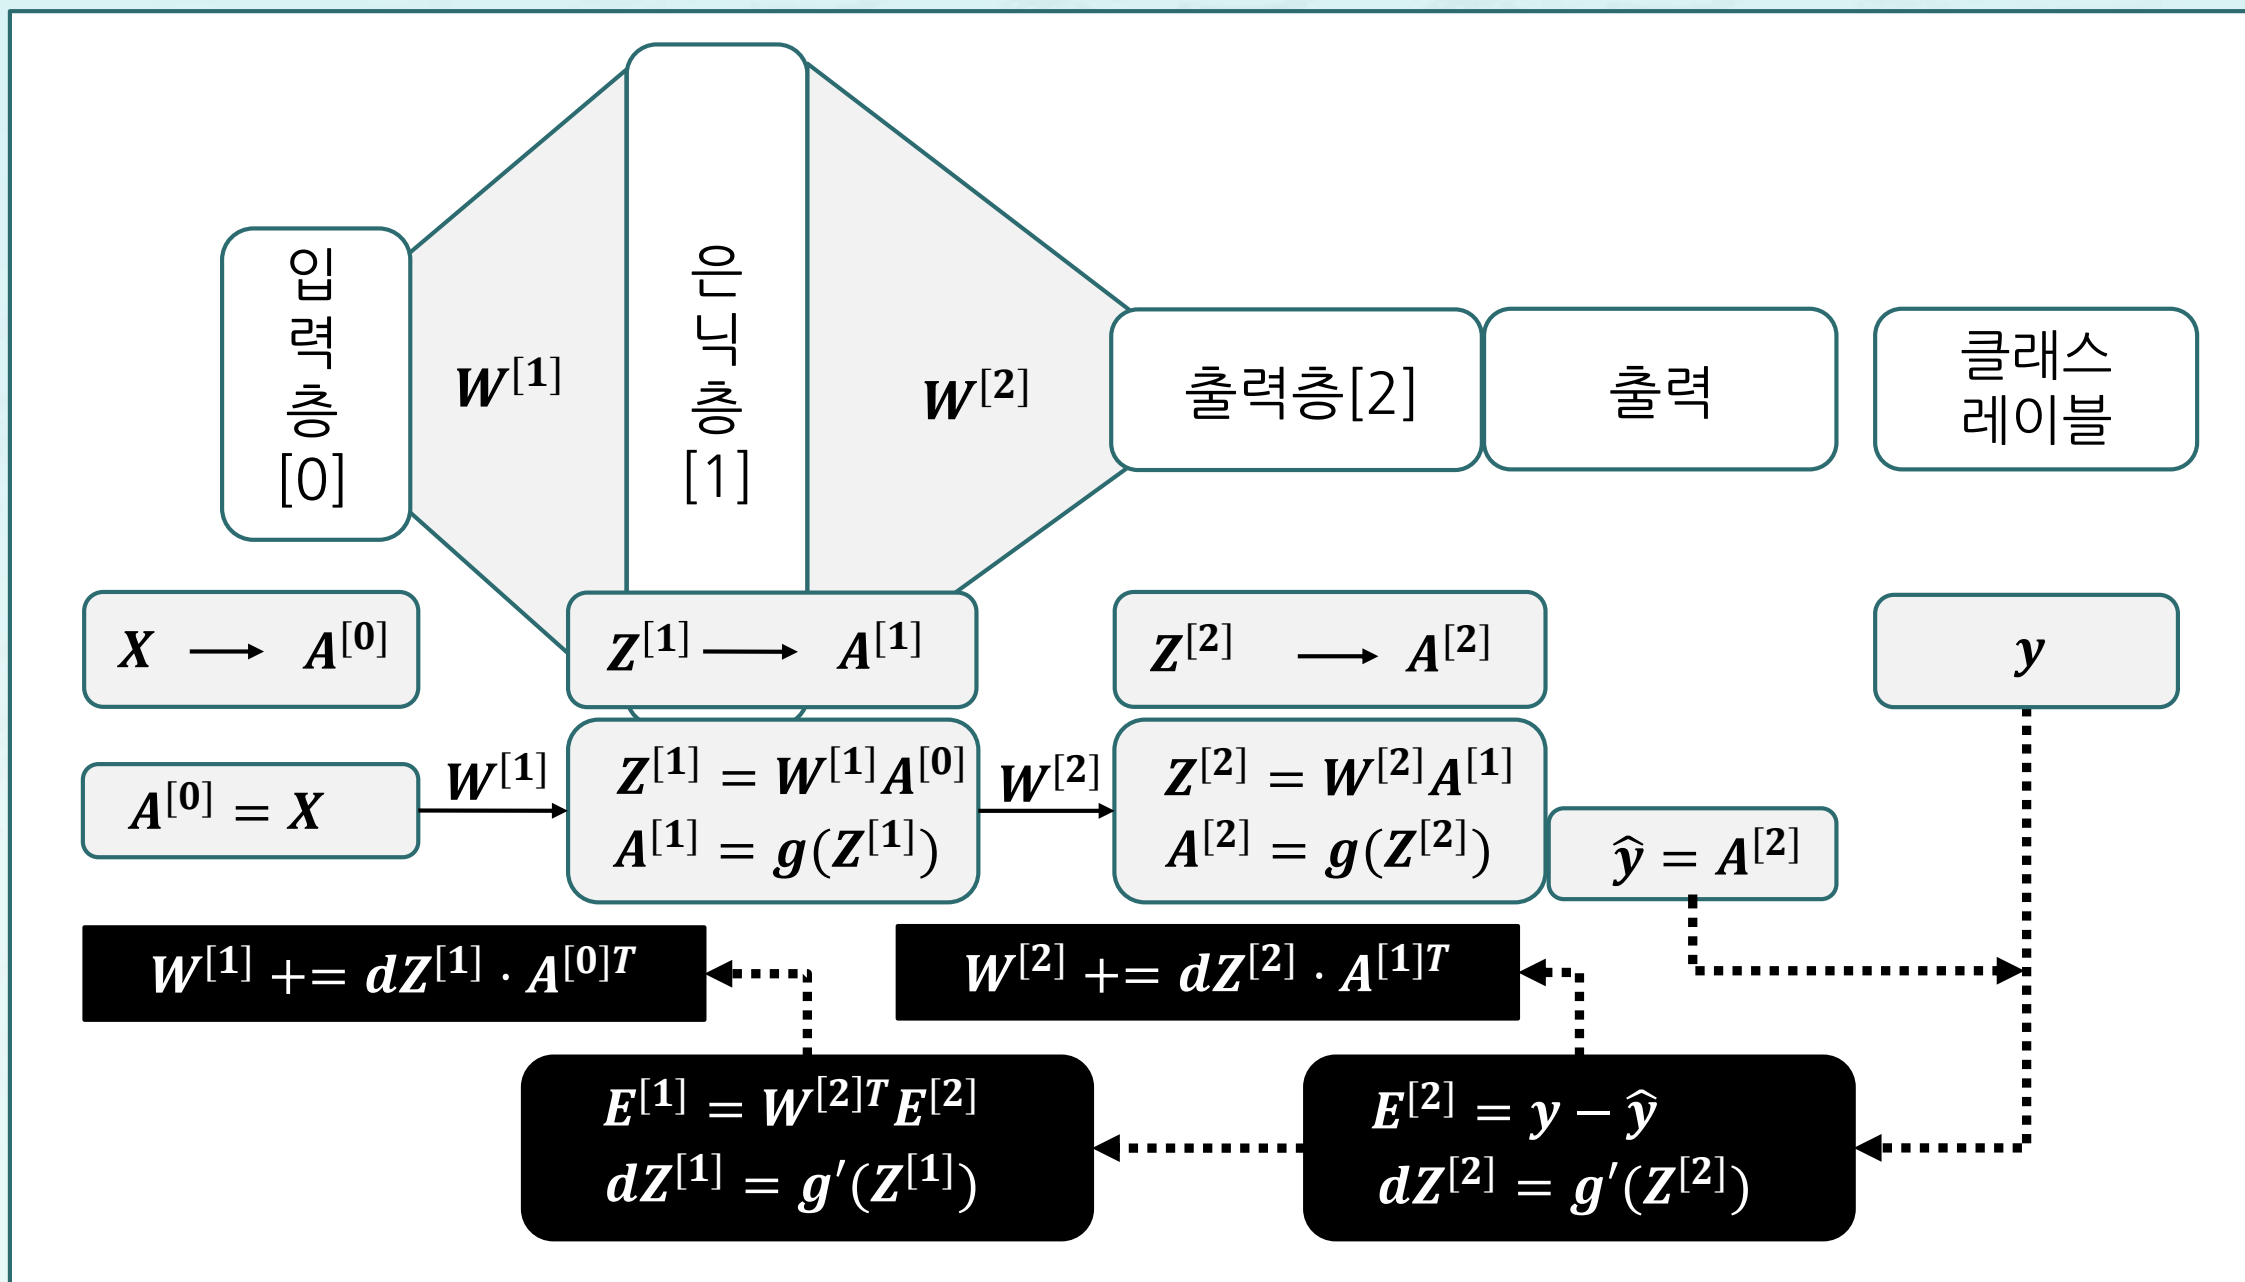 입
력
층
[0]
W^[1]
은
닉
층
[1]
W^[2]
출력층[2]
출력
클래스
레이블
X → A^[0]
Z^[1] → A^[1]
Z^[2] → A^[2]
y
A^[0] = X
W^[1]
Z^[1] = W^[1]A^[0]
A^[1] = g(Z^[1])
W^[2]
Z^[2] = W^[2]A^[1]
A^[2] = g(Z^[2])
ŷ = A^[2]
W^[1] += dZ^[1] · A^[0]T
W^[2] += dZ^[2] · A^[1]T
E^[1] = W^[2]T E^[2]
dZ^[1] = g′(Z^[1])
E^[2] = y − ŷ
dZ^[2] = g′(Z^[2])